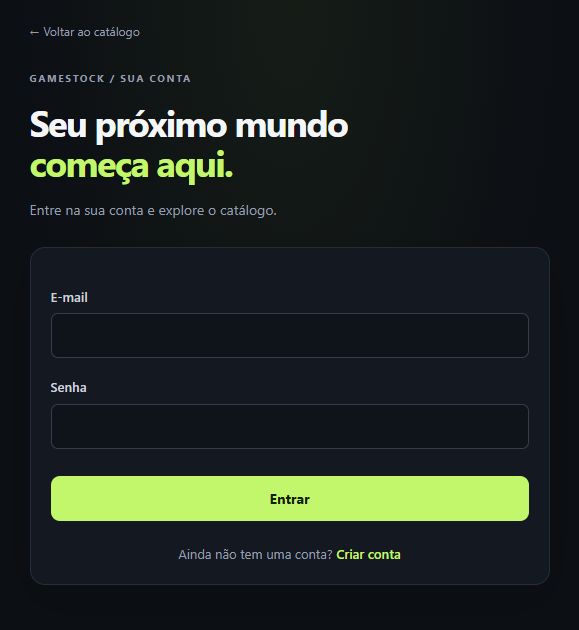 ← Voltar ao catálogo
GAMESTOCK / SUA CONTA
Seu próximo mundo
começa aqui.
Entre na sua conta e explore o catálogo.
E-mail
Senha
Entrar
Ainda não tem uma conta? Criar conta